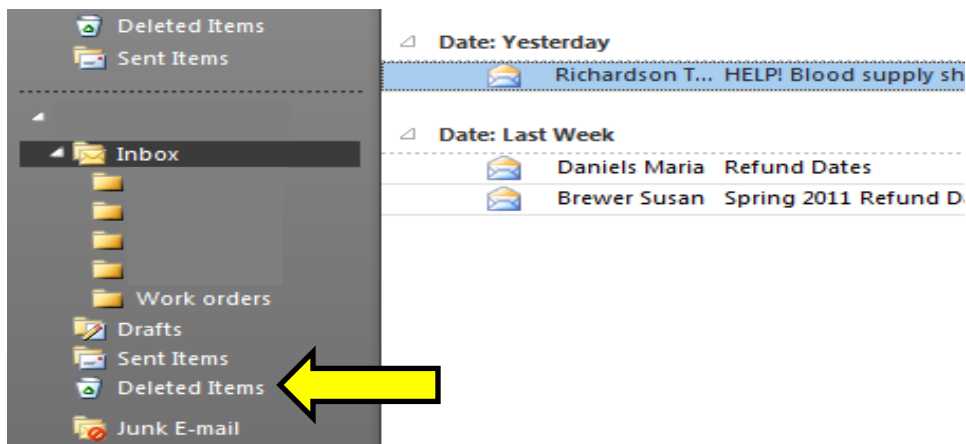 Deleted Items
Sent Items
Inbox
Work orders
Drafts
Sent Items
Deleted Items
Junk E-mail
Date: Yesterday
Richardson T... HELP! Blood supply sh
Date: Last Week
Daniels Maria Refund Dates
Brewer Susan Spring 2011 Refund Da